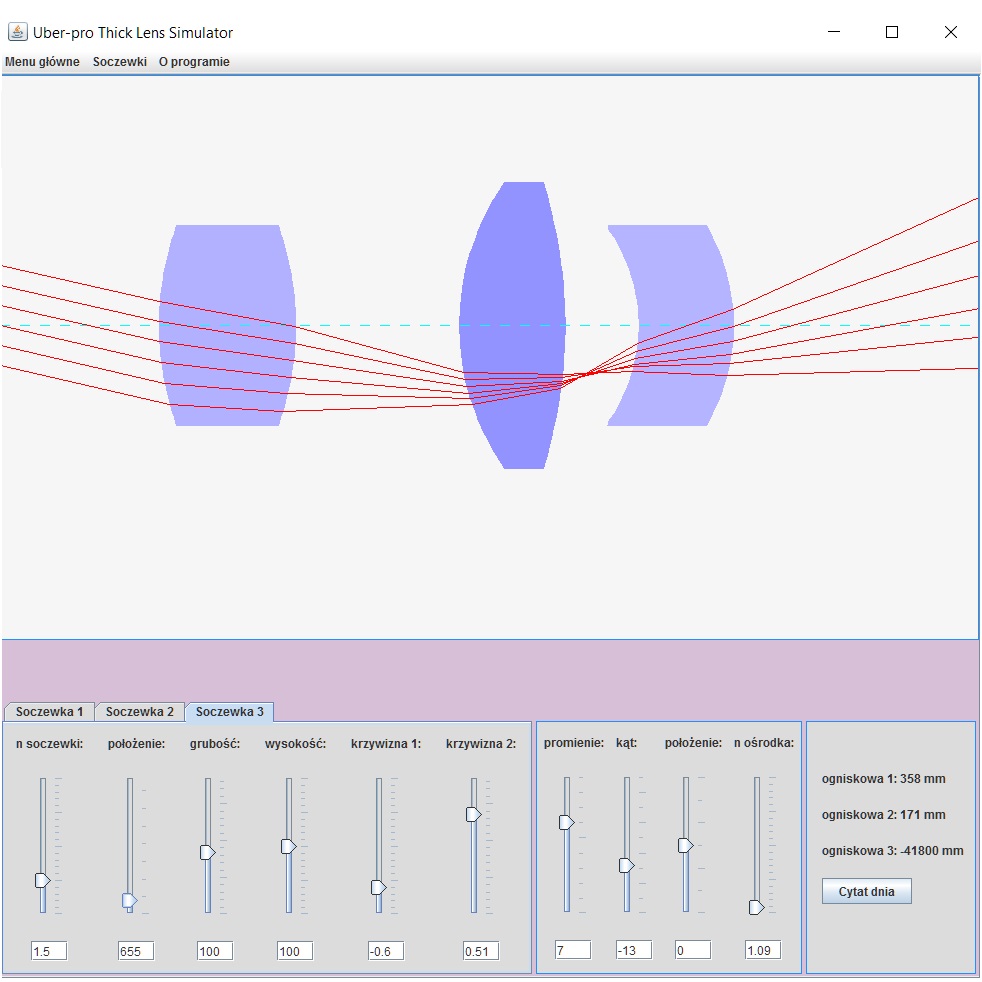 Uber-pro Thick Lens Simulator
Menu główne Soczewki O programie
Soczewka 1 Soczewka 2 Soczewka 3
n soczewki: położenie: grubość: wysokość: krzywizna 1: krzywizna 2:
1.5 655 100 100 -0.6 0.51
promienie: kąt: położenie: n ośrodka:
7 -13 0 1.09
ogniskowa 1: 358 mm
ogniskowa 2: 171 mm
ogniskowa 3: -41800 mm
Cytat dnia